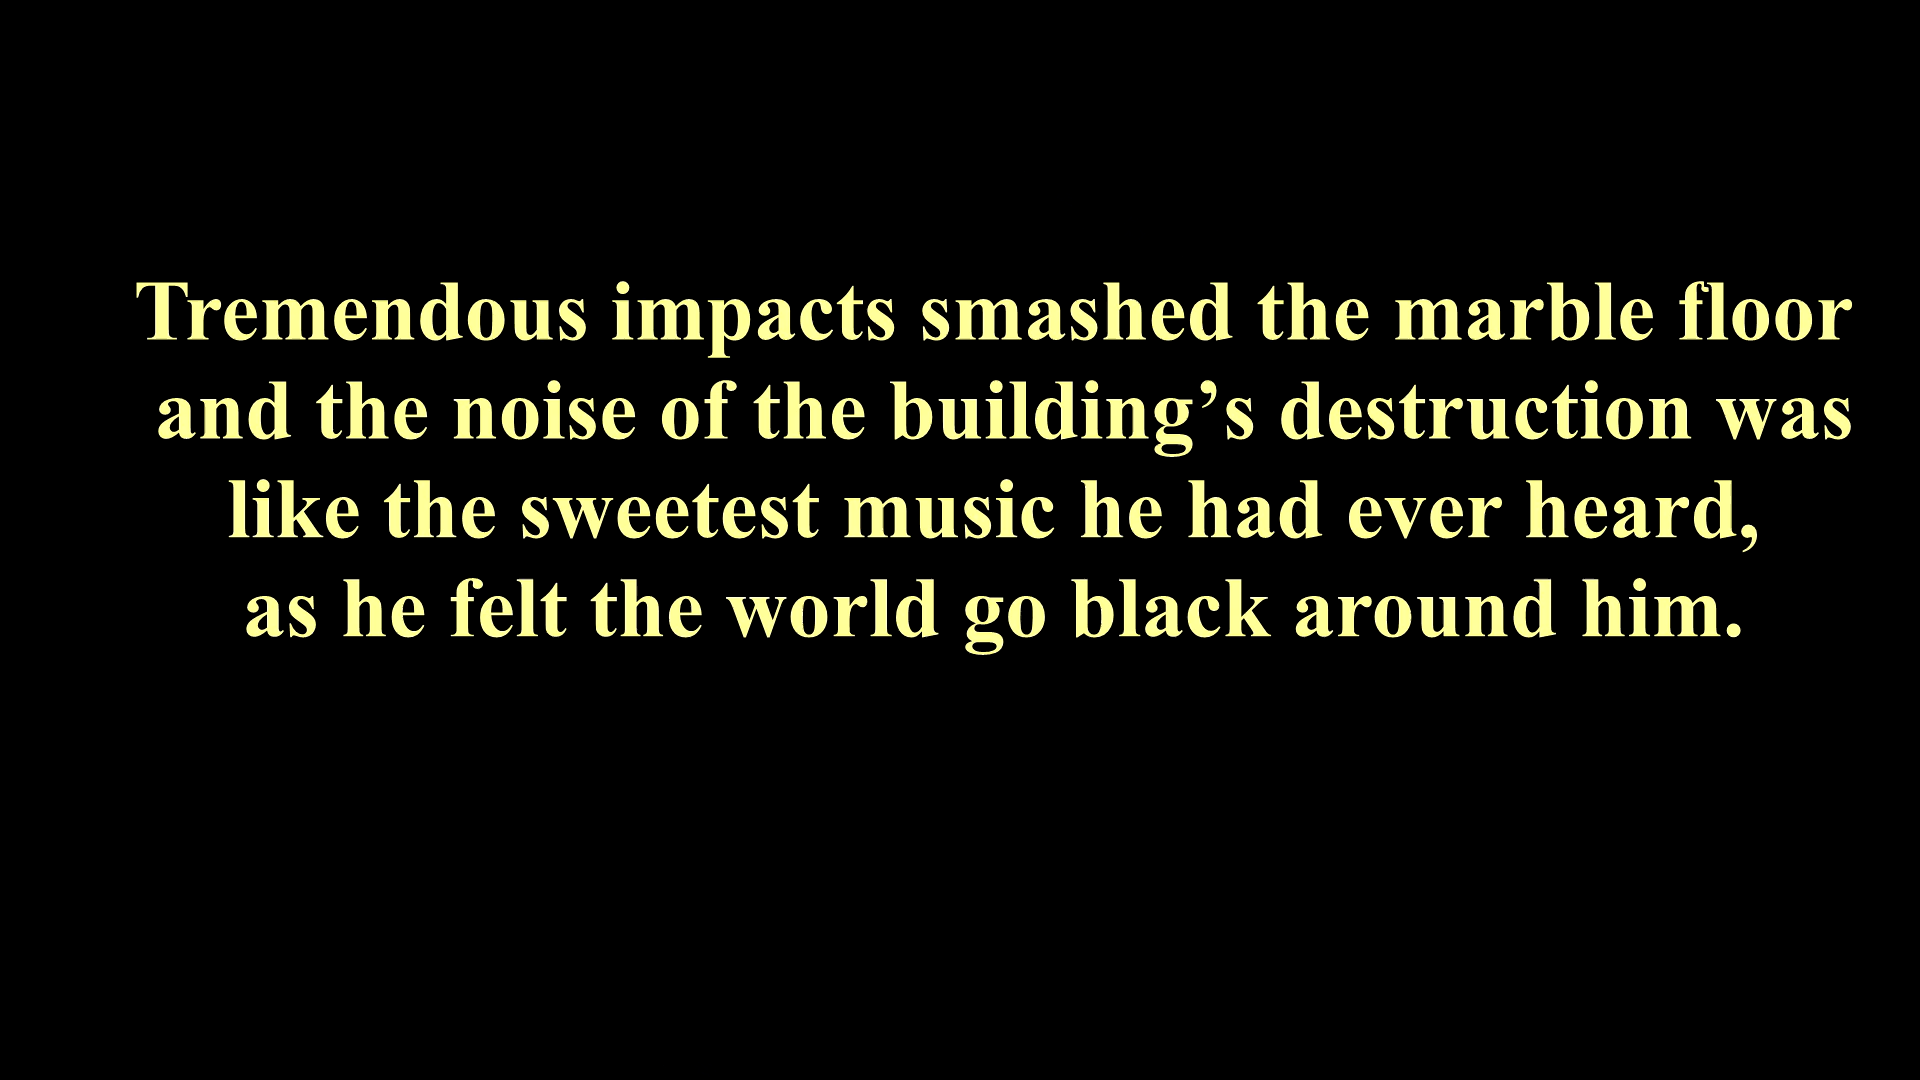 Tremendous impacts smashed the marble floor
and the noise of the building’s destruction was
like the sweetest music he had ever heard,
as he felt the world go black around him.